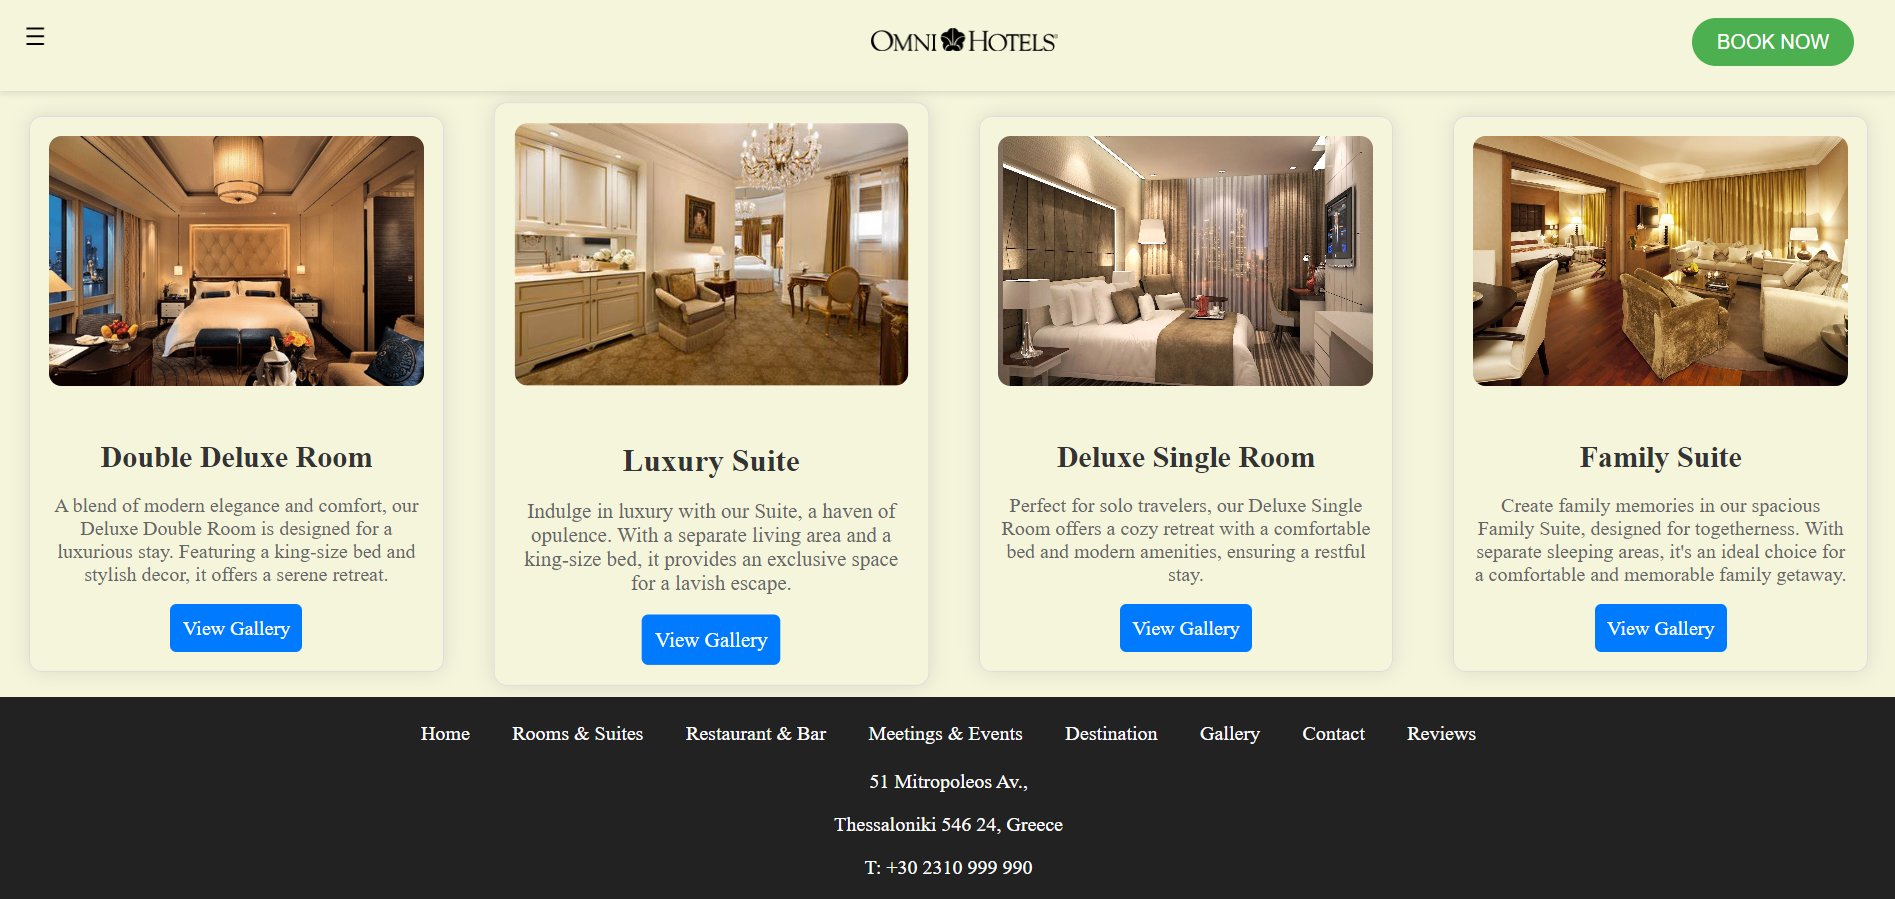 ☰
OMNI HOTELS®
BOOK NOW
Double Deluxe Room
A blend of modern elegance and comfort, our
Deluxe Double Room is designed for a
luxurious stay. Featuring a king-size bed and
stylish decor, it offers a serene retreat.
View Gallery
Luxury Suite
Indulge in luxury with our Suite, a haven of
opulence. With a separate living area and a
king-size bed, it provides an exclusive space
for a lavish escape.
View Gallery
Deluxe Single Room
Perfect for solo travelers, our Deluxe Single
Room offers a cozy retreat with a comfortable
bed and modern amenities, ensuring a restful
stay.
View Gallery
Family Suite
Create family memories in our spacious
Family Suite, designed for togetherness. With
separate sleeping areas, it's an ideal choice for
a comfortable and memorable family getaway.
View Gallery
Home Rooms & Suites Restaurant & Bar Meetings & Events Destination Gallery Contact Reviews
51 Mitropoleos Av.,
Thessaloniki 546 24, Greece
T: +30 2310 999 990